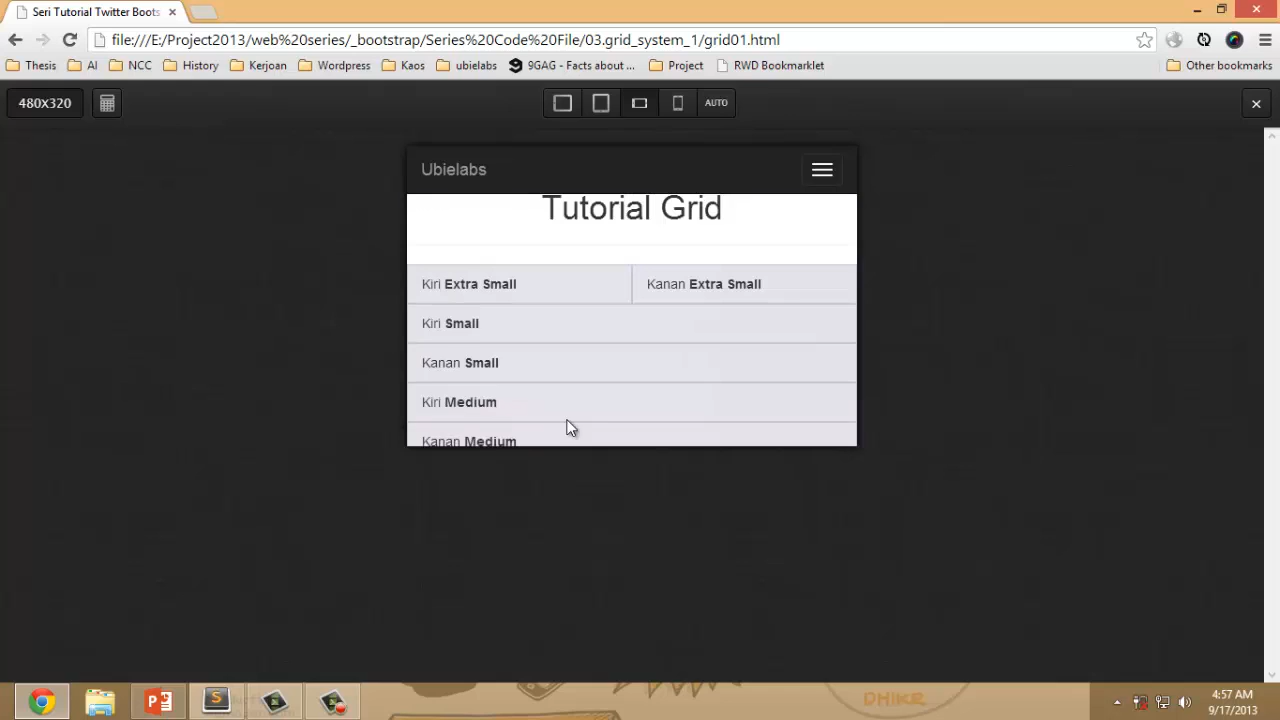 Seri Tutorial Twitter Boots
file:///E:/Project2013/web%20series/_bootstrap/Series%20Code%20File/03.grid_system_1/grid01.html
Thesis AI NCC History Kerjoan Wordpress Kaos ubielabs 9GAG - Facts about ... Project RWD Bookmarklet Other bookmarks
480X320 AUTO
Ubielabs
Tutorial Grid
Kiri Extra Small Kanan Extra Small
Kiri Small
Kanan Small
Kiri Medium
Kanan Medium
DHIKR
4:57 AM
9/17/2013